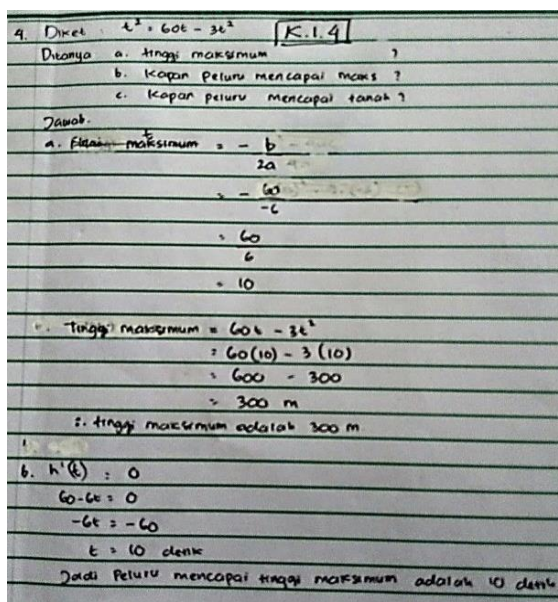 4. Diket : t² = 60t - 3t² K.1.4
Ditanya a. tinggi maksimum ?
b. Kapan Peluru mencapai maks ?
c. Kapan peluru mencapai tanah ?
Jawab.
a. t maksimum = - b/2a
= - 60/-6
= 60/6
= 10
Tinggi maksimum = 60t - 3t²
= 60(10) - 3(10)
= 600 - 300
= 300 m
∴ tinggi maksimum adalah 300 m
b. h'(t) = 0
60-6t = 0
-6t = -60
t = 10 detik
Jadi Peluru mencapai tinggi maksimum adalah 10 detik